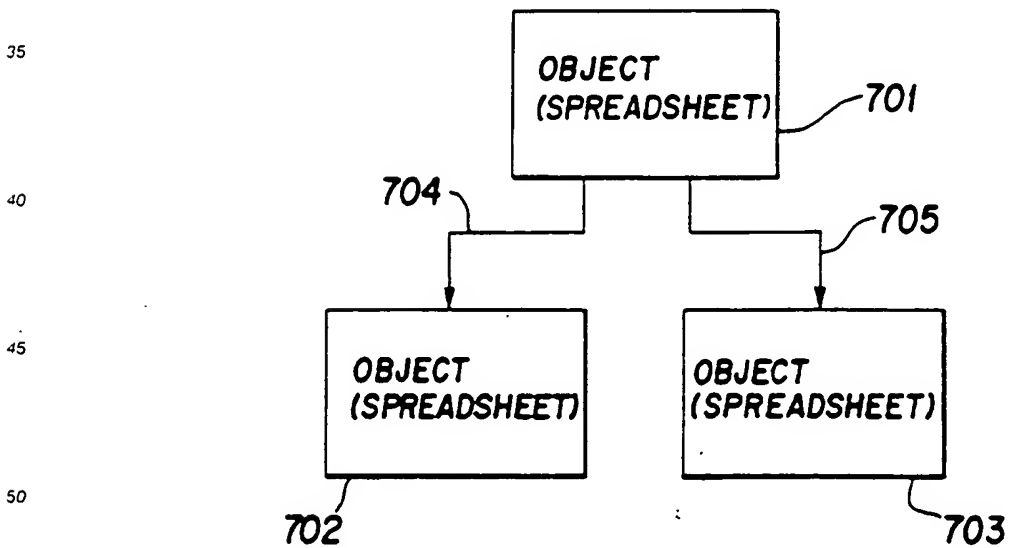 35
OBJECT
(SPREADSHEET)
701
40
704
705
45
OBJECT
(SPREADSHEET)
OBJECT
(SPREADSHEET)
50
702
703